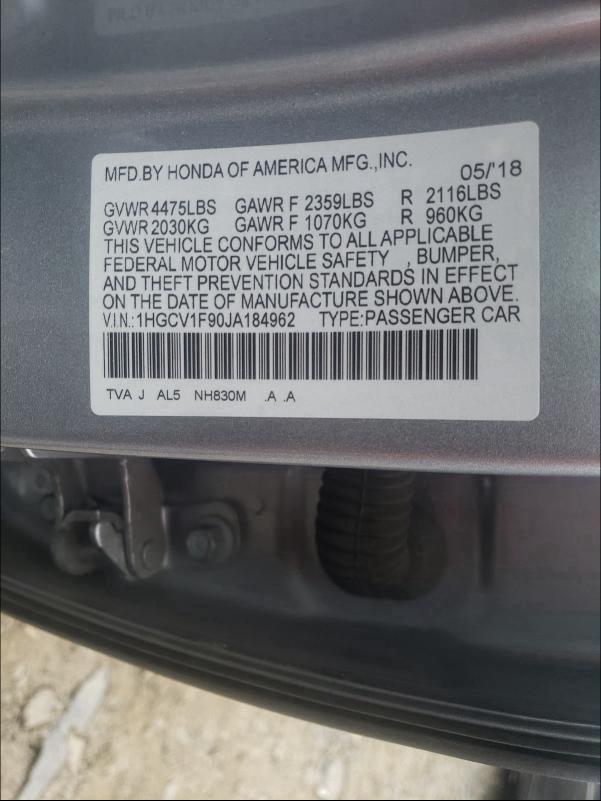 MFD.BY HONDA OF AMERICA MFG.,INC. 05/'18
GVWR 4475LBS GAWR F 2359LBS R 2116LBS
GVWR 2030KG GAWR F 1070KG R 960KG
THIS VEHICLE CONFORMS TO ALL APPLICABLE
FEDERAL MOTOR VEHICLE SAFETY , BUMPER,
AND THEFT PREVENTION STANDARDS IN EFFECT
ON THE DATE OF MANUFACTURE SHOWN ABOVE.
V.I.N.:1HGCV1F90JA184962 TYPE:PASSENGER CAR
TVA J AL5 NH830M .A .A